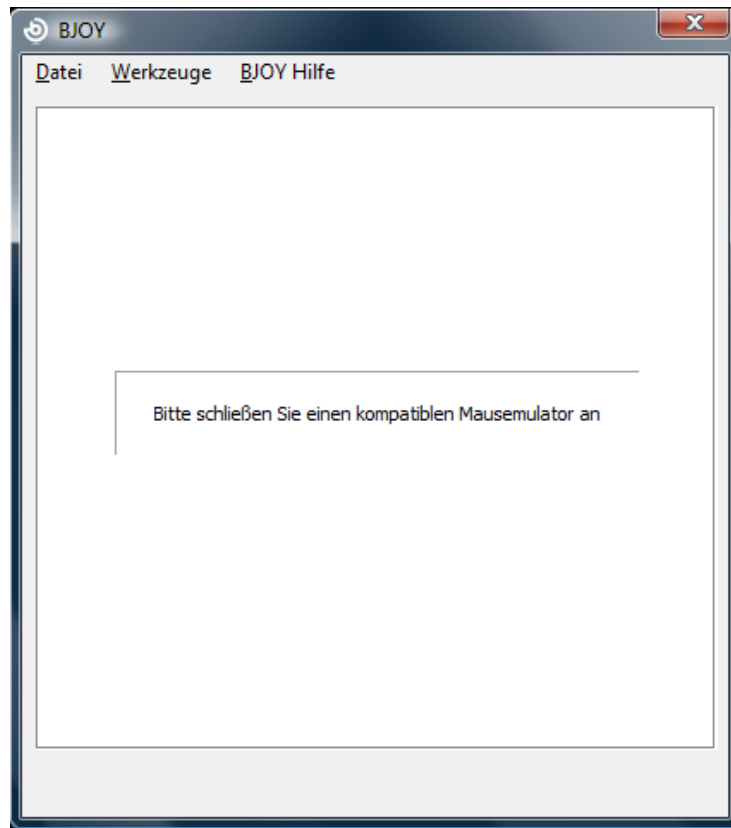 BJOY
Datei Werkzeuge BJOY Hilfe
Bitte schließen Sie einen kompatiblen Mausemulator an